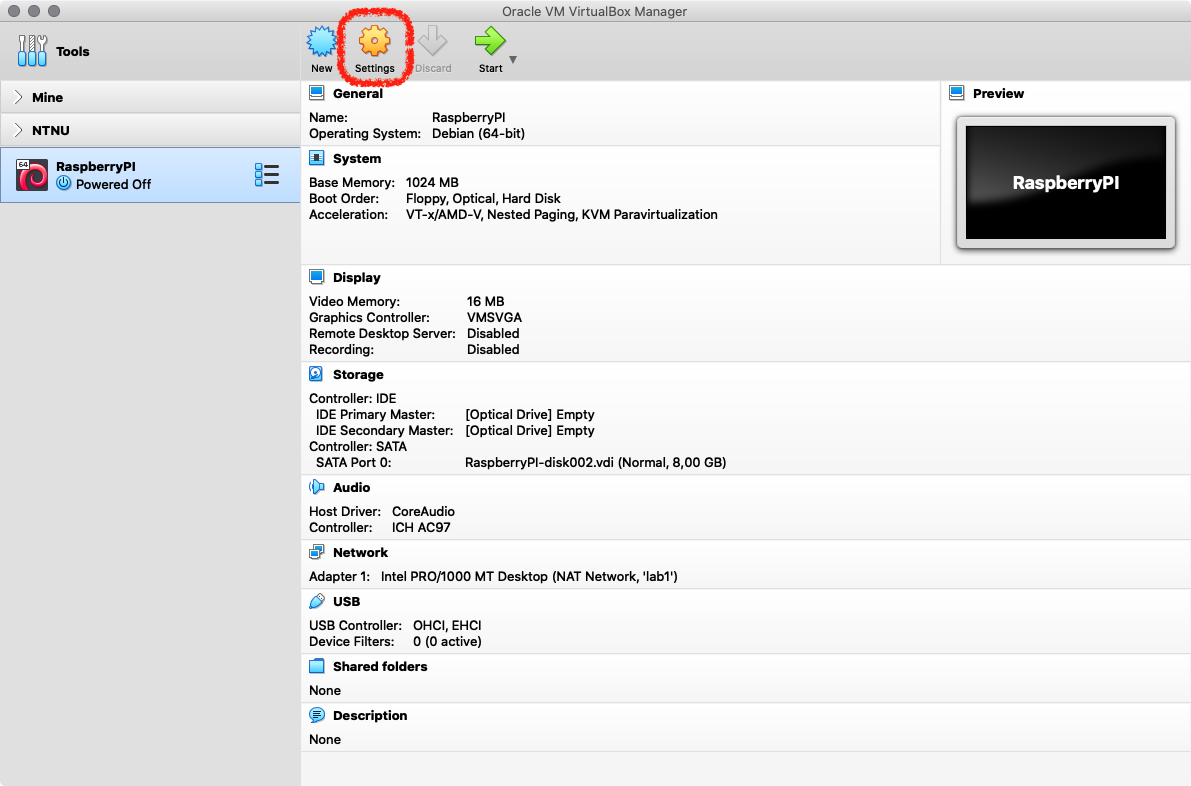 Oracle VM VirtualBox Manager
Tools
New Settings Discard Start
Mine
NTNU
64
RaspberryPI
Powered Off
General
Name: RaspberryPI
Operating System: Debian (64-bit)
System
Base Memory: 1024 MB
Boot Order: Floppy, Optical, Hard Disk
Acceleration: VT-x/AMD-V, Nested Paging, KVM Paravirtualization
Preview
RaspberryPI
Display
Video Memory: 16 MB
Graphics Controller: VMSVGA
Remote Desktop Server: Disabled
Recording: Disabled
Storage
Controller: IDE
IDE Primary Master: [Optical Drive] Empty
IDE Secondary Master: [Optical Drive] Empty
Controller: SATA
SATA Port 0: RaspberryPI-disk002.vdi (Normal, 8,00 GB)
Audio
Host Driver: CoreAudio
Controller: ICH AC97
Network
Adapter 1: Intel PRO/1000 MT Desktop (NAT Network, 'lab1')
USB
USB Controller: OHCI, EHCI
Device Filters: 0 (0 active)
Shared folders
None
Description
None